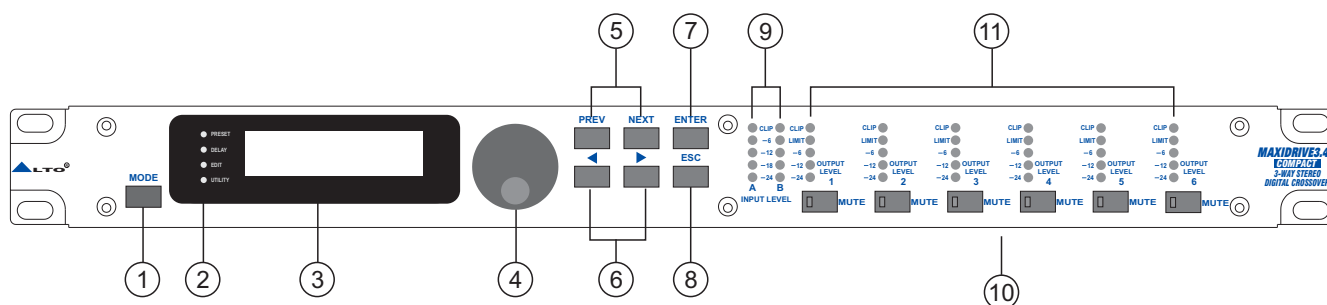 5
7
9
11
PREV
NEXT
ENTER
ESC
◀
▶
PRESET
DELAY
EDIT
UTILITY
ALTO®
MODE
CLIP
-6
-12
-18
-24
A B
INPUT LEVEL
CLIP
LIMIT
-6
-12
-24
OUTPUT
LEVEL
1
MUTE
CLIP
LIMIT
-6
-12
-24
OUTPUT
LEVEL
2
MUTE
CLIP
LIMIT
-6
-12
-24
OUTPUT
LEVEL
3
MUTE
CLIP
LIMIT
-6
-12
-24
OUTPUT
LEVEL
4
MUTE
CLIP
LIMIT
-6
-12
-24
OUTPUT
LEVEL
5
MUTE
CLIP
LIMIT
-6
-12
-24
OUTPUT
LEVEL
6
MUTE
MAXIDRIVE3.4
COMPACT
3-WAY STEREO
DIGITAL CROSSOVER
1
2
3
4
6
8
10